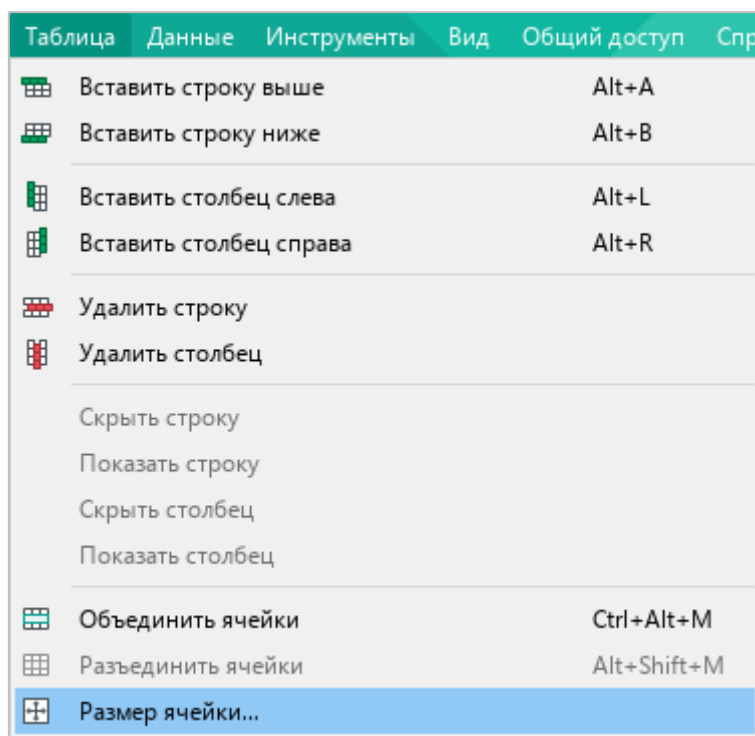 Таблица Данные Инструменты Вид Общий доступ Спр
Вставить строку выше Alt+A
Вставить строку ниже Alt+B
Вставить столбец слева Alt+L
Вставить столбец справа Alt+R
Удалить строку
Удалить столбец
Скрыть строку
Показать строку
Скрыть столбец
Показать столбец
Объединить ячейки Ctrl+Alt+M
Разъединить ячейки Alt+Shift+M
Размер ячейки...